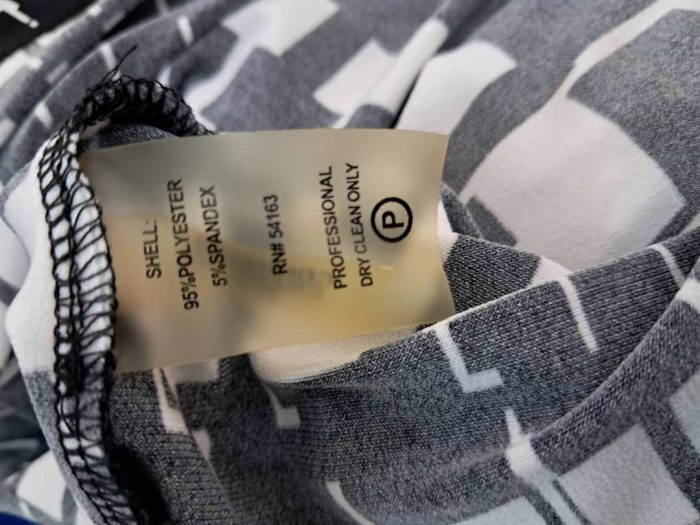 SHELL:
95%POLYESTER
5%SPANDEX
RN# 54163
PROFESSIONAL
DRY CLEAN ONLY
P